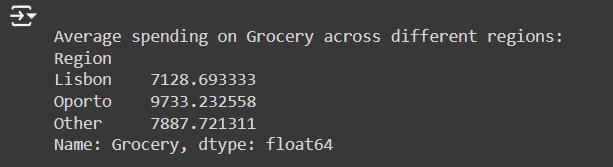 Average spending on Grocery across different regions:
Region
Lisbon    7128.693333
Oporto    9733.232558
Other     7887.721311
Name: Grocery, dtype: float64